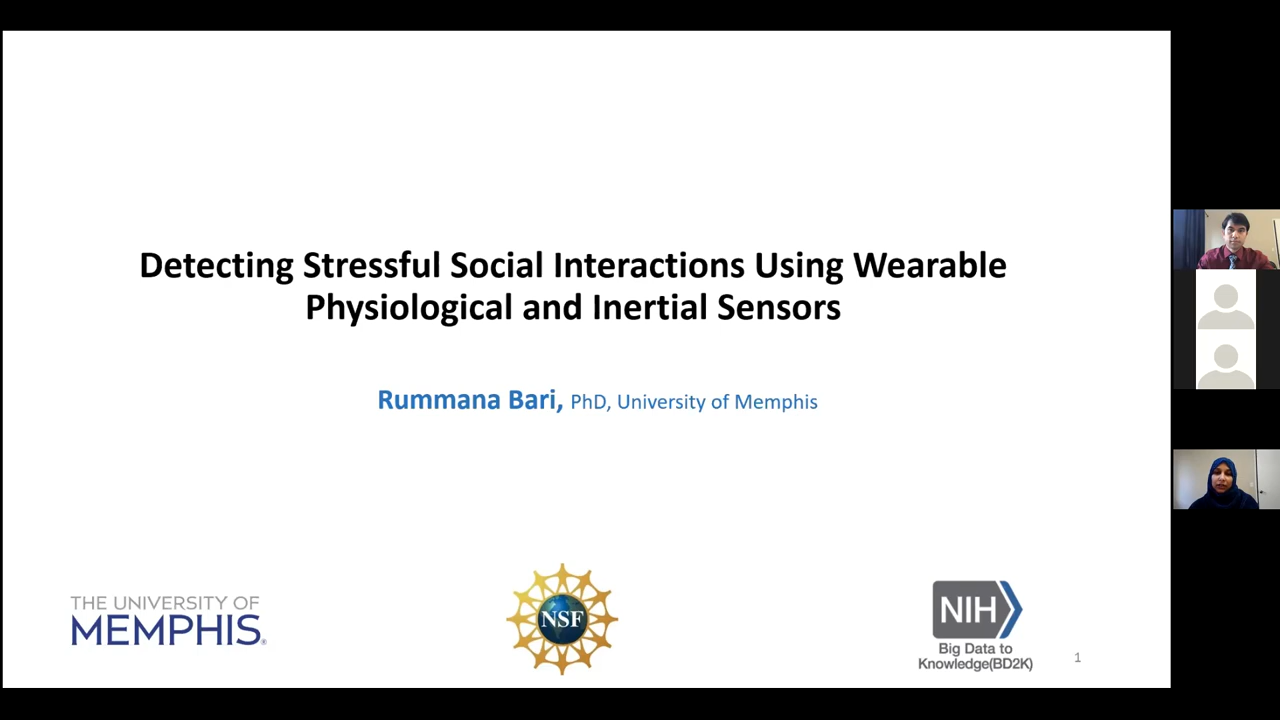 Detecting Stressful Social Interactions Using Wearable
Physiological and Inertial Sensors
Rummana Bari, PhD, University of Memphis
THE UNIVERSITY OF
MEMPHIS®
NSF
NIH
Big Data to
Knowledge(BD2K)
1